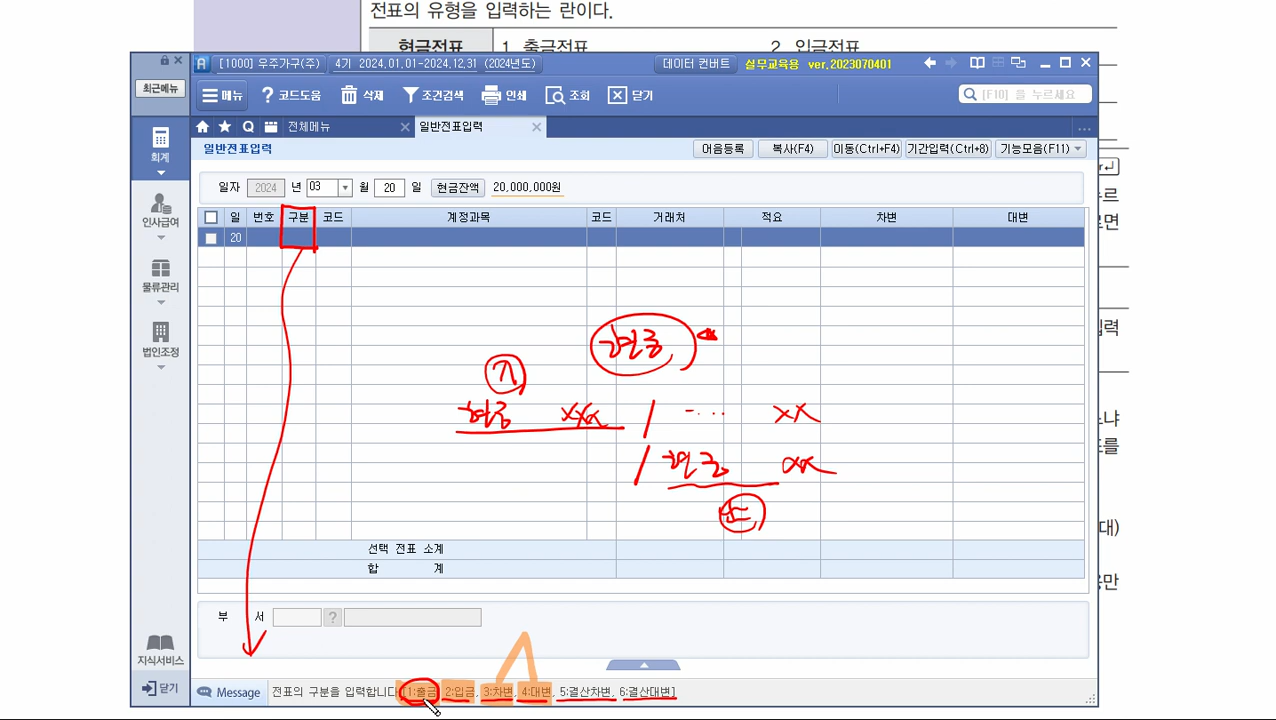 전표의 유형을 입력하는 란이다.
현금전표 1. 출금전표 2. 입금전표
[1000] 우주가구(주) 4기 2024.01.01-2024.12.31 (2024년도) 데이터 컨버트 실무교육용 ver.2023070401
최근메뉴
메뉴 코드도움 삭제 조건검색 인쇄 조회 닫기 [F10] 을 누르세요
전체메뉴 일반전표입력
일반전표입력 어음등록 복사(F4) 이동(Ctrl+F4) 기간입력(Ctrl+8) 기능모음(F11)
회계
일자 2024 년 03 월 20 일 현금잔액 20,000,000원
인사급여
일 번호 구분 코드 계정과목 코드 거래처 적요 차변 대변
20
물류관리
법인조정
현금
현금 xxx / -... xx
/ 현금 xx
선택 전표 소계
합 계
부 서 ?
지식서비스
닫기
Message 전표의 구분을 입력합니다[1:출금, 2:입금, 3:차변, 4:대변, 5:결산차변, 6:결산대변]